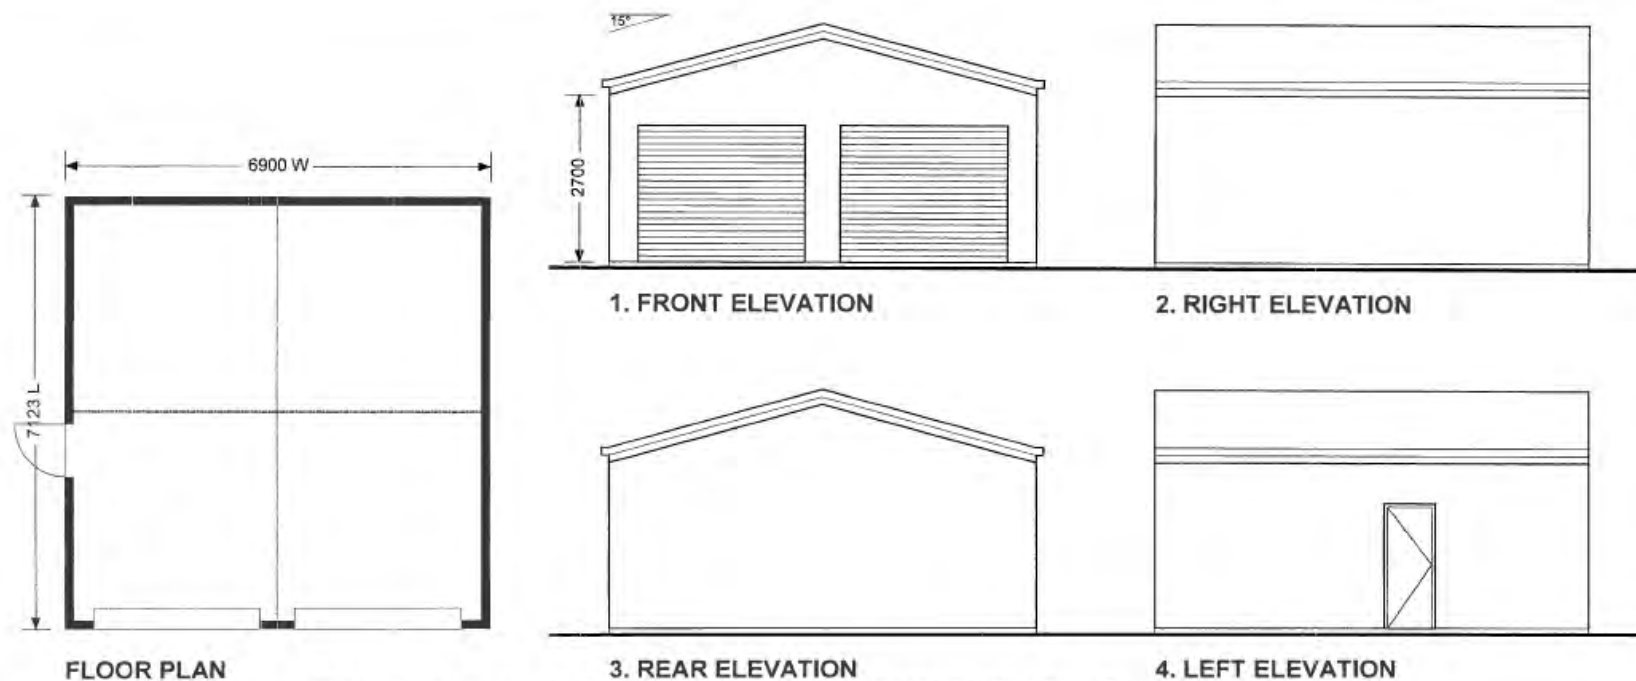 15°
2700
6900 W
7123 L
1. FRONT ELEVATION
2. RIGHT ELEVATION
FLOOR PLAN
3. REAR ELEVATION
4. LEFT ELEVATION